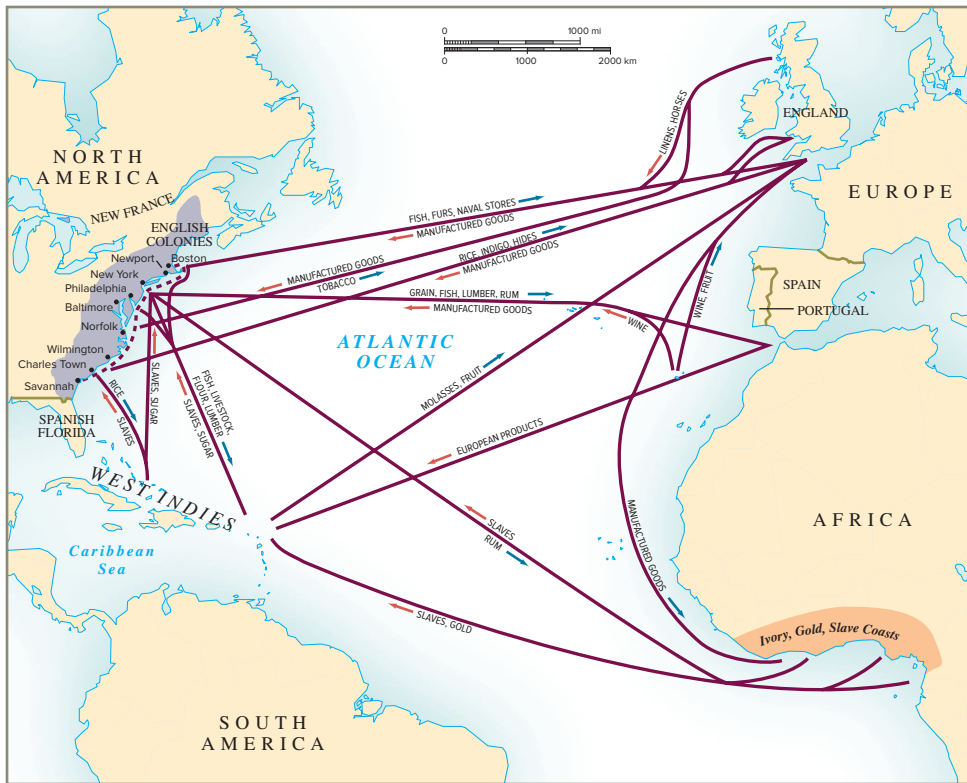 0 1000 mi
0 1000 2000 km
ENGLAND
LINENS, HORSES
NORTH
AMERICA
EUROPE
NEW FRANCE
FISH, FURS, NAVAL STORES
MANUFACTURED GOODS
ENGLISH
COLONIES
RICE, INDIGO, HIDES
MANUFACTURED GOODS
Newport
Boston
New York
MANUFACTURED GOODS
TOBACCO
WINE, FRUIT
Philadelphia
SPAIN
GRAIN, FISH, LUMBER, RUM
MANUFACTURED GOODS
Baltimore
PORTUGAL
Norfolk
WINE
ATLANTIC
OCEAN
Wilmington
Charles Town
Savannah
RICE
SLAVES
SLAVES, SUGAR
FISH, LIVESTOCK,
FLOUR, LUMBER
SLAVES, SUGAR
MOLASSES, FRUIT
SPANISH
FLORIDA
EUROPEAN PRODUCTS
WEST INDIES
SLAVES
RUM
MANUFACTURED GOODS
AFRICA
Caribbean
Sea
SLAVES, GOLD
Ivory, Gold, Slave Coasts
SOUTH
AMERICA